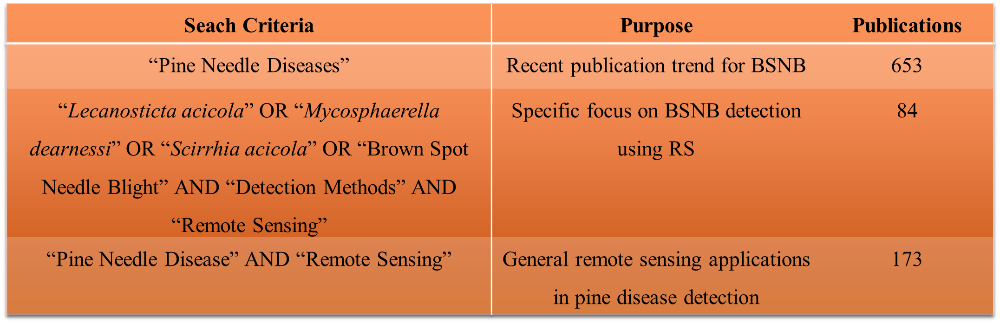 Seach Criteria Purpose Publications
“Pine Needle Diseases” Recent publication trend for BSNB 653
“Lecanosticta acicola” OR “Mycosphaerella Specific focus on BSNB detection 84
dearnessi” OR “Scirrhia acicola” OR “Brown Spot using RS
Needle Blight” AND “Detection Methods” AND
“Remote Sensing”
“Pine Needle Disease” AND “Remote Sensing” General remote sensing applications 173
in pine disease detection